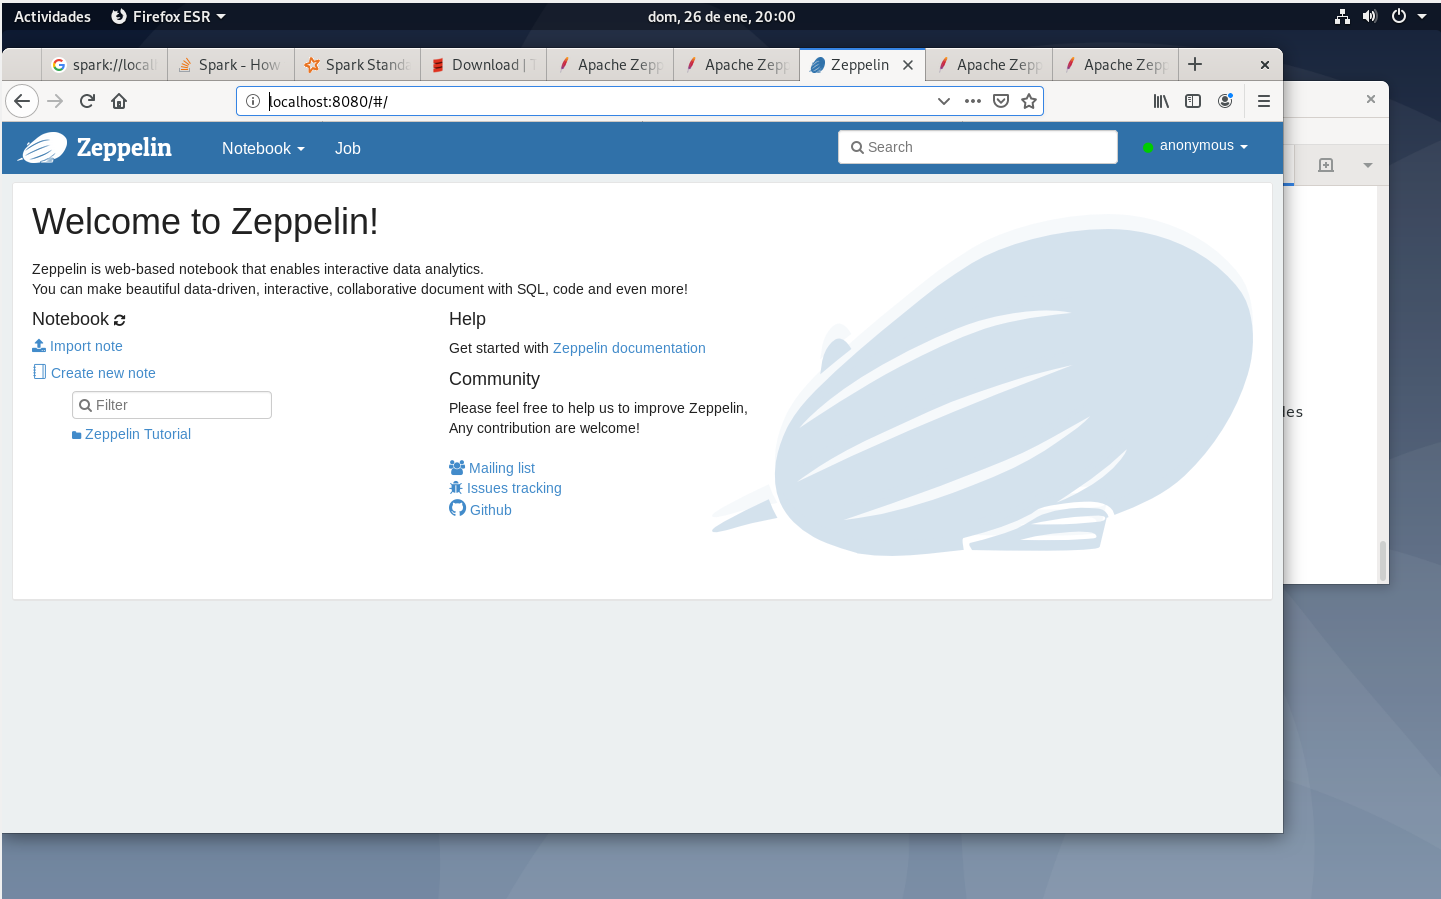 Actividades Firefox ESR dom, 26 de ene, 20:00
spark://local Spark - How Spark Standa Download | T Apache Zepp Apache Zepp Zeppelin Apache Zepp Apache Zepp
localhost:8080/#/
Zeppelin Notebook Job Search anonymous
Welcome to Zeppelin!
Zeppelin is web-based notebook that enables interactive data analytics.
You can make beautiful data-driven, interactive, collaborative document with SQL, code and even more!
Notebook
Import note
Create new note
Filter
Zeppelin Tutorial
Help
Get started with Zeppelin documentation
Community
Please feel free to help us to improve Zeppelin,
Any contribution are welcome!
Mailing list
Issues tracking
Github
les